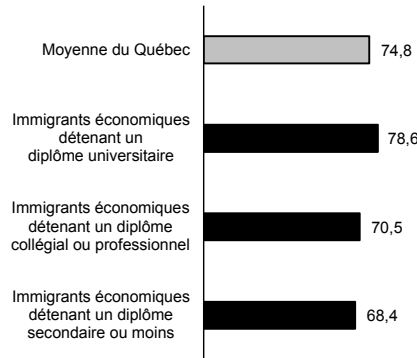 Moyenne du Québec
74,8
Immigrants économiques
détenant un
diplôme universitaire
78,6
Immigrants économiques
détenant un diplôme
collégial ou professionnel
70,5
Immigrants économiques
détenant un diplôme
secondaire ou moins
68,4